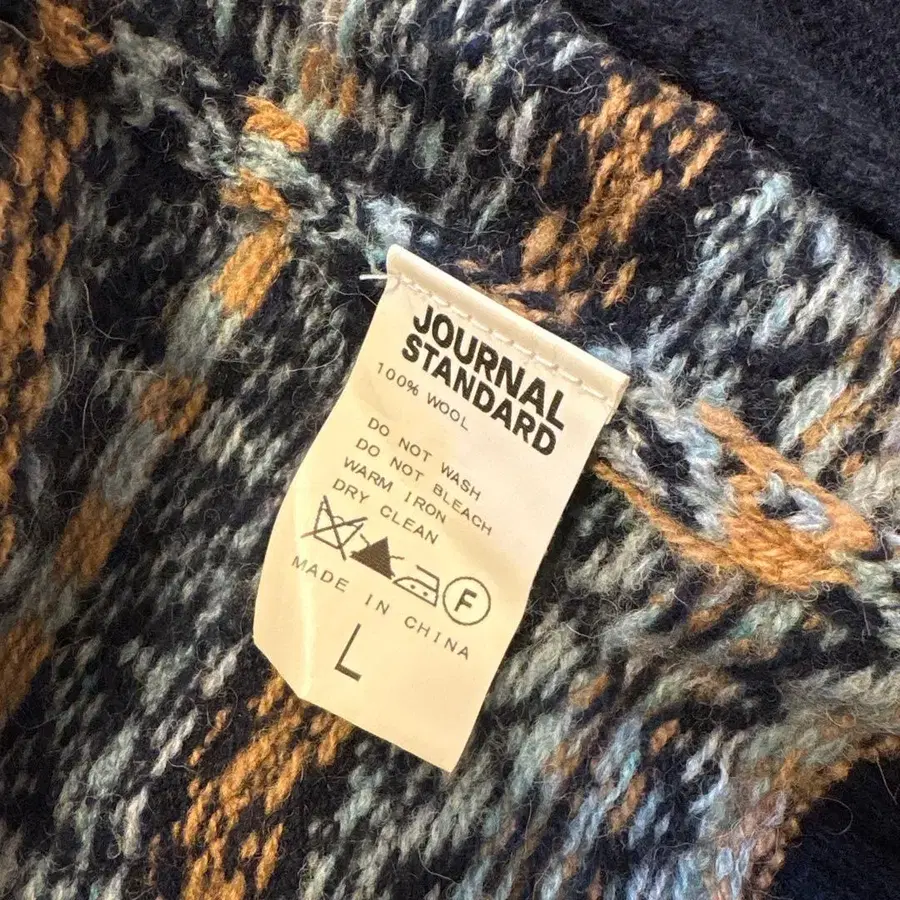 JOURNAL
STANDARD
100% WOOL
DO NOT WASH
DO NOT BLEACH
WARM IRON
DRY CLEAN
F
MADE IN CHINA
L